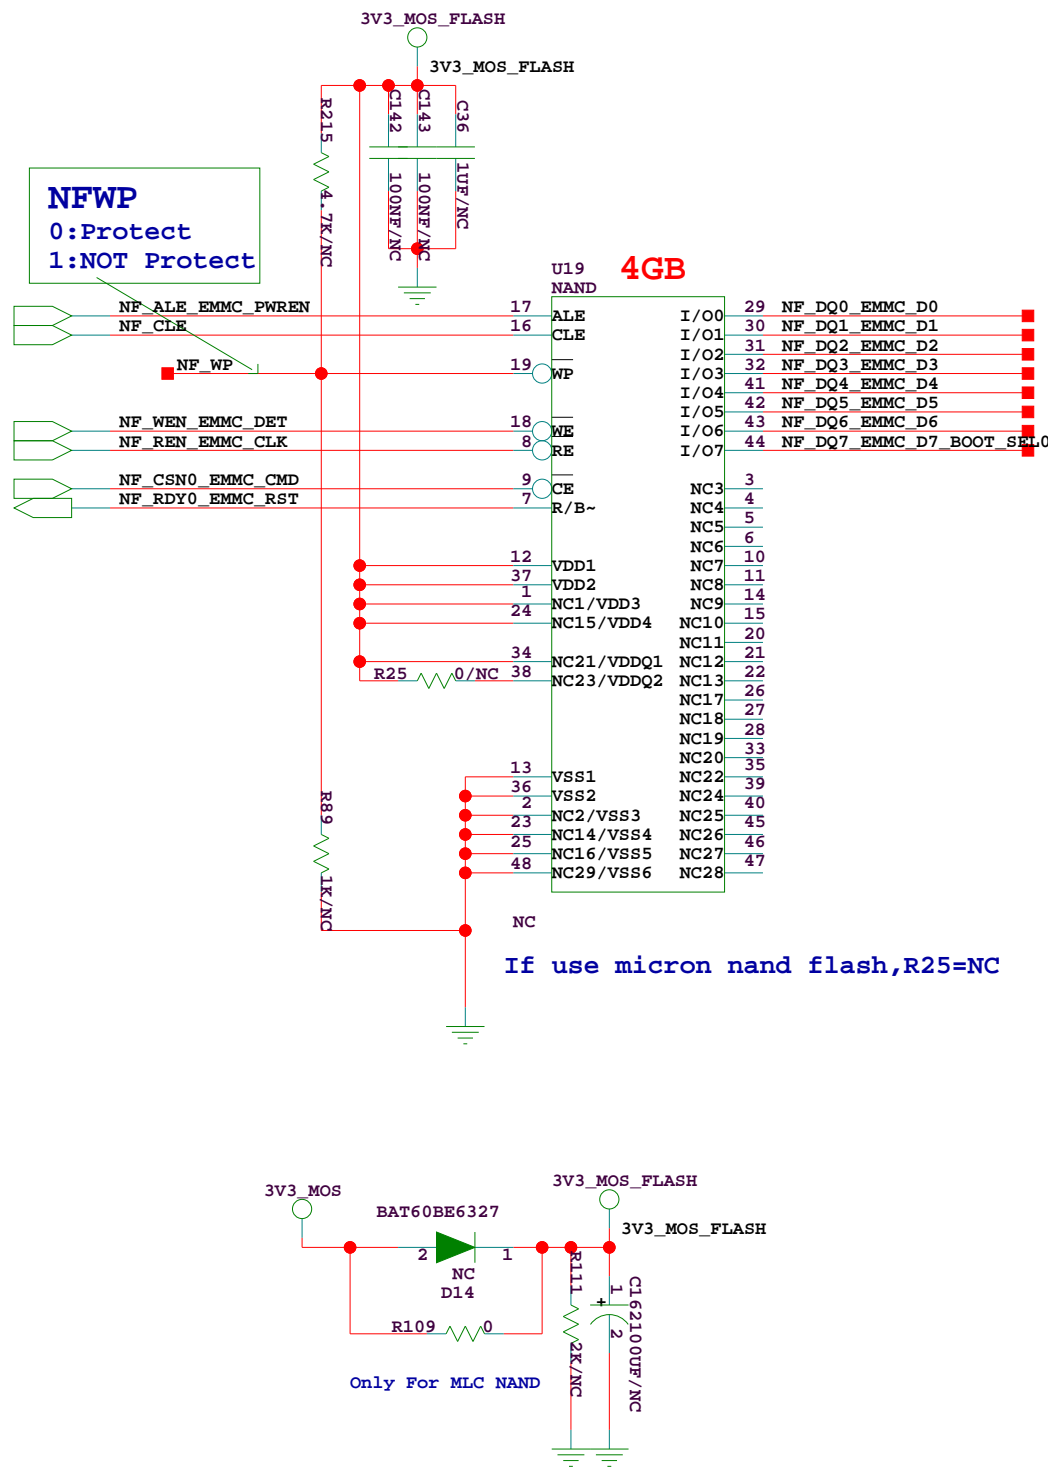 3V3_MOS_FLASH
3V3_MOS_FLASH
R215
4.7K/NC
C142
100NF/NC
C143
100NF/NC
C36
1UF/NC
NFWP
0:Protect
1:NOT Protect
U19
NAND
4GB
NF_ALE_EMMC_PWREN 17 ALE
NF_CLE 16 CLE
NF_WP 19 WP
NF_WEN_EMMC_DET 18 WE
NF_REN_EMMC_CLK 8 RE
NF_CSN0_EMMC_CMD 9 CE
NF_RDY0_EMMC_RST 7 R/B~
12 VDD1
37 VDD2
1 NC1/VDD3
24 NC15/VDD4
34 NC21/VDDQ1
R25 0/NC 38 NC23/VDDQ2
13 VSS1
36 VSS2
2 NC2/VSS3
23 NC14/VSS4
25 NC16/VSS5
48 NC29/VSS6
I/O0 29 NF_DQ0_EMMC_D0
I/O1 30 NF_DQ1_EMMC_D1
I/O2 31 NF_DQ2_EMMC_D2
I/O3 32 NF_DQ3_EMMC_D3
I/O4 41 NF_DQ4_EMMC_D4
I/O5 42 NF_DQ5_EMMC_D5
I/O6 43 NF_DQ6_EMMC_D6
I/O7 44 NF_DQ7_EMMC_D7_BOOT_SEL0
NC3 3
NC4 4
NC5 5
NC6 6
NC7 10
NC8 11
NC9 14
NC10 15
NC11 20
NC12 21
NC13 22
NC17 26
NC18 27
NC19 28
NC20 33
NC22 35
NC24 39
NC25 40
NC26 45
NC27 46
NC28 47
R89
1K/NC
NC
If use micron nand flash,R25=NC
3V3_MOS
3V3_MOS_FLASH
BAT60BE6327
3V3_MOS_FLASH
2 1
NC
D14
R109 0
R111
2K/NC
1
+
2
C162100UF/NC
Only For MLC NAND